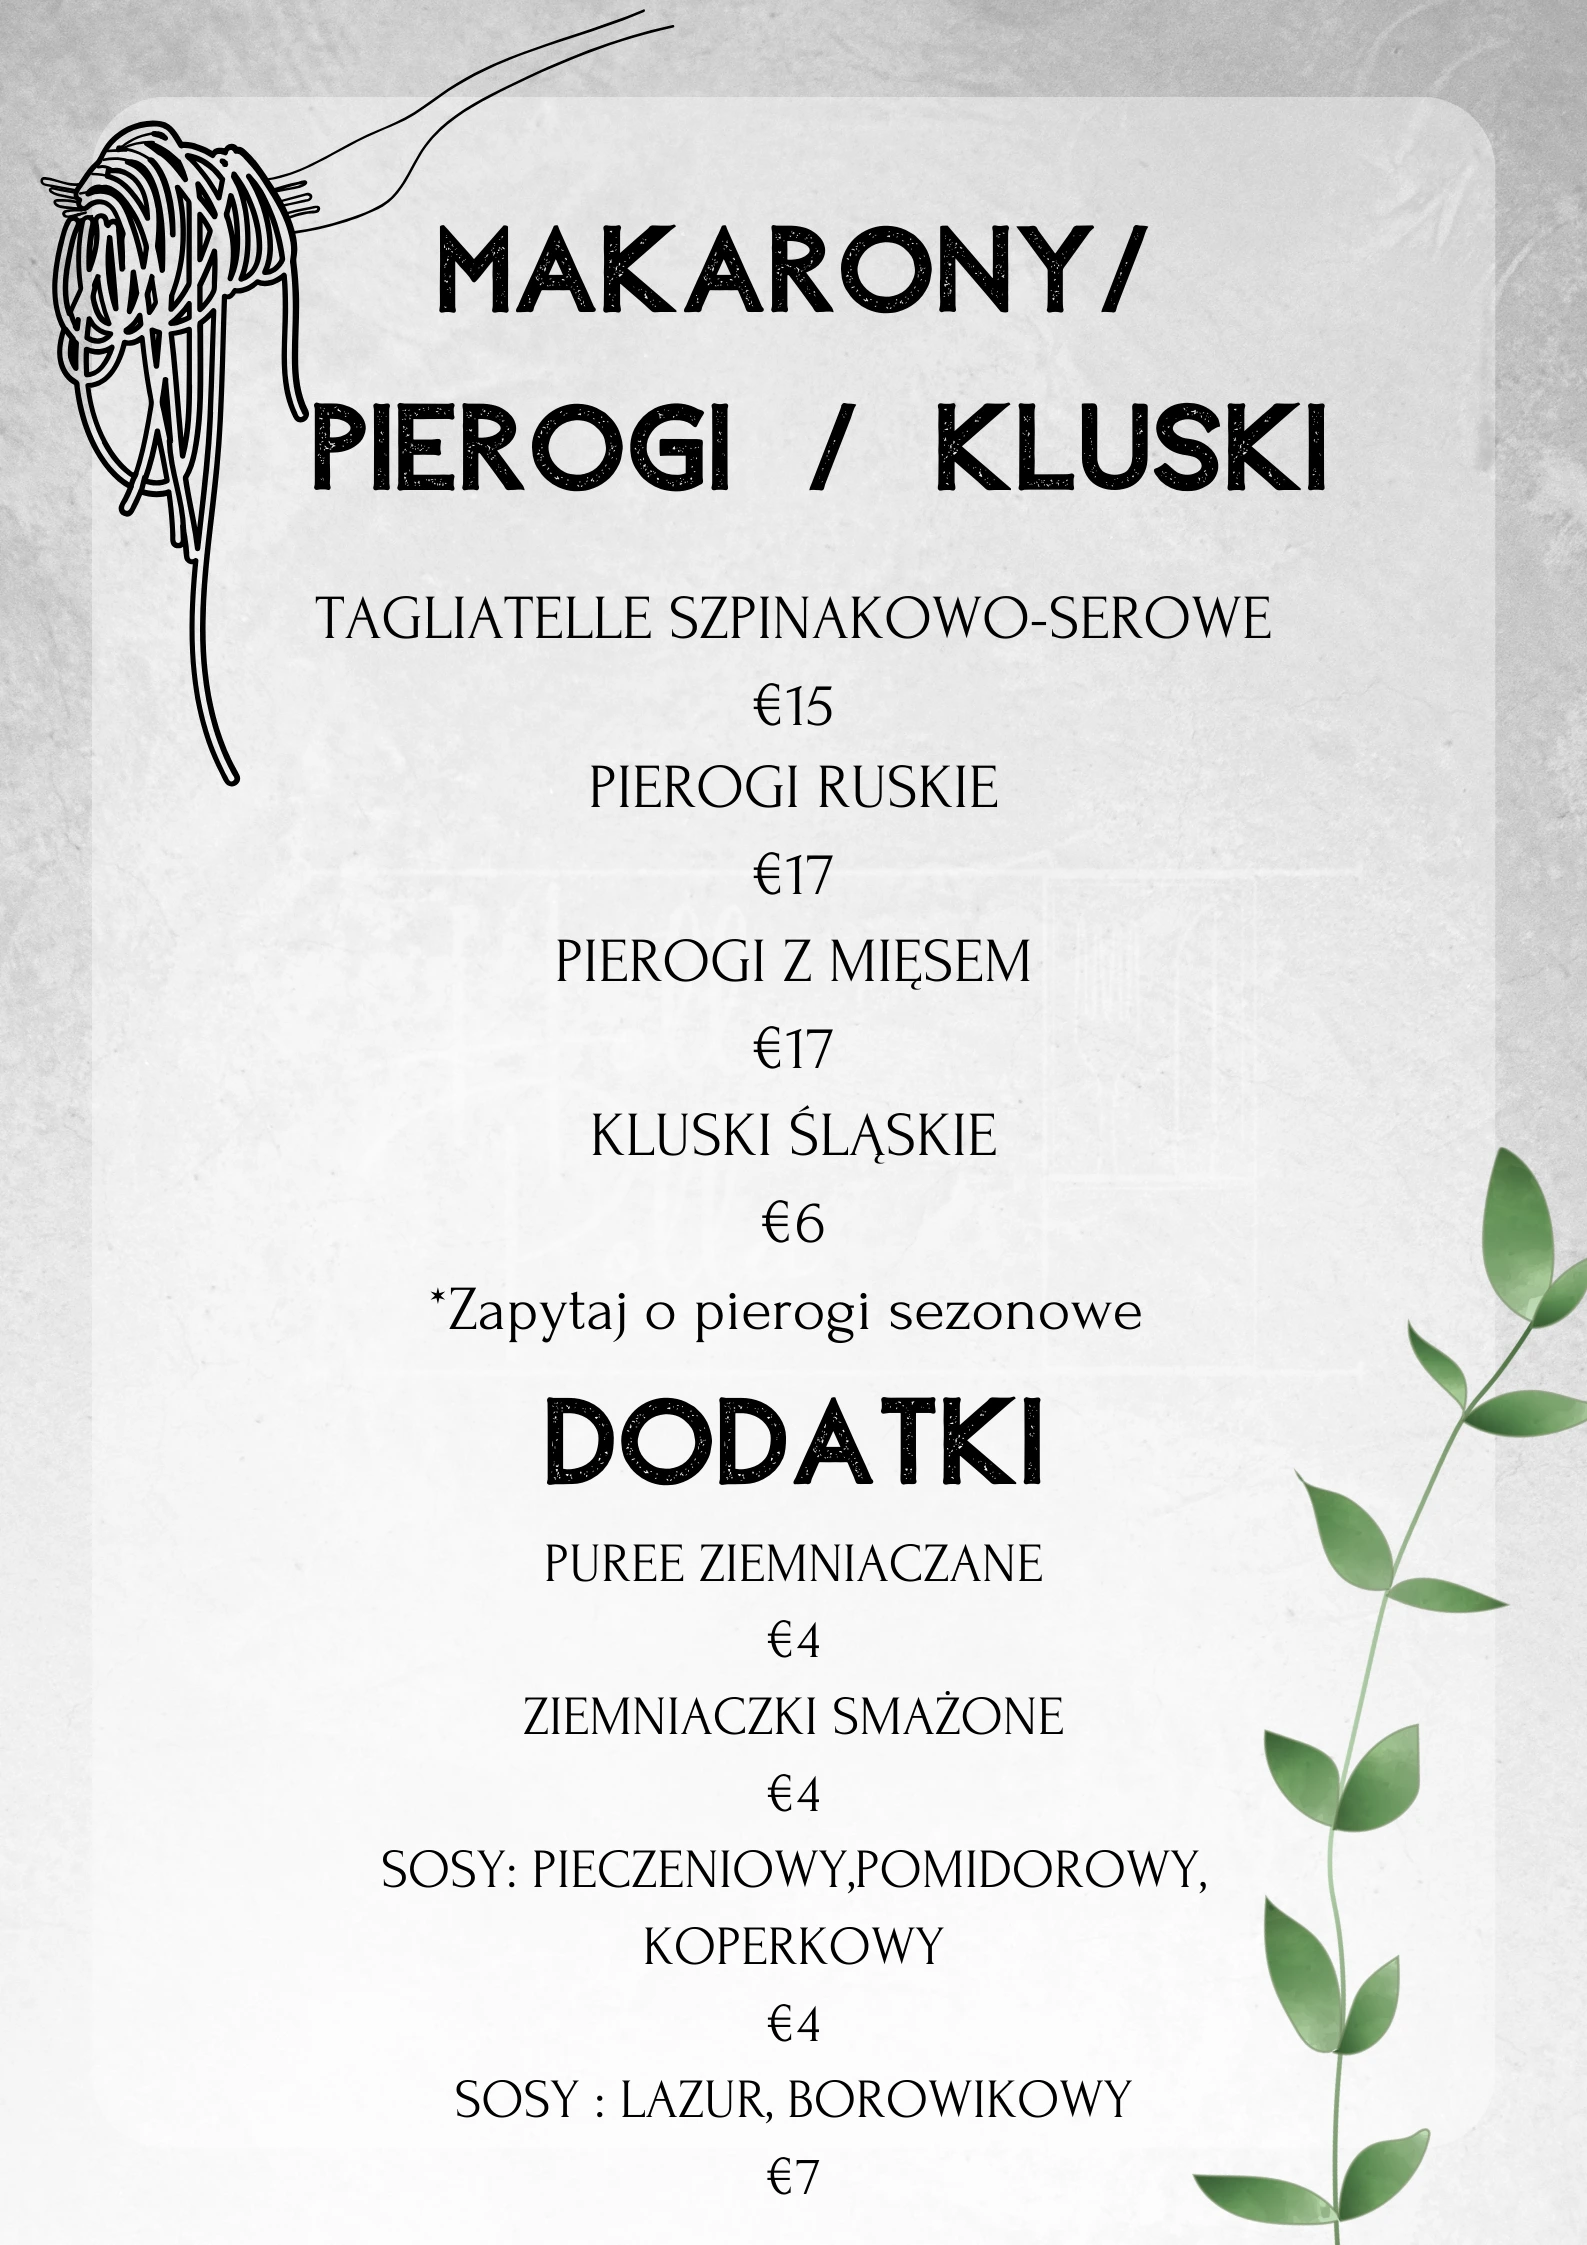 MAKARONY/
PIEROGI / KLUSKI
TAGLIATELLE SZPINAKOWO-SEROWE
€15
PIEROGI RUSKIE
€17
PIEROGI Z MIĘSEM
€17
KLUSKI ŚLĄSKIE
€6
*Zapytaj o pierogi sezonowe
DODATKI
PUREE ZIEMNIACZANE
€4
ZIEMNIACZKI SMAŻONE
€4
SOSY: PIECZENIOWY,POMIDOROWY,
KOPERKOWY
€4
SOSY : LAZUR, BOROWIKOWY
€7